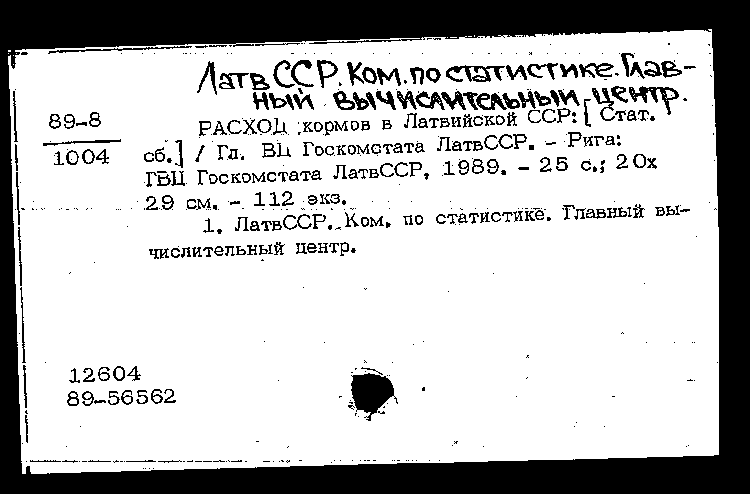 ЛатвССР. Ком. по статистике. Глав-
ный вычислительный центр.
89-8
РАСХОД кормов в Латвийской ССР: [ Стат.
1004
сб.] / Гл. ВЦ Госкомстата ЛатвССР. - Рига:
ГВЦ Госкомстата ЛатвССР, 1989. - 25 с.; 20х
29 см. - 112 экз.
1. ЛатвССР. Ком. по статистике. Главный вы-
числительный центр.
12604
89-56562